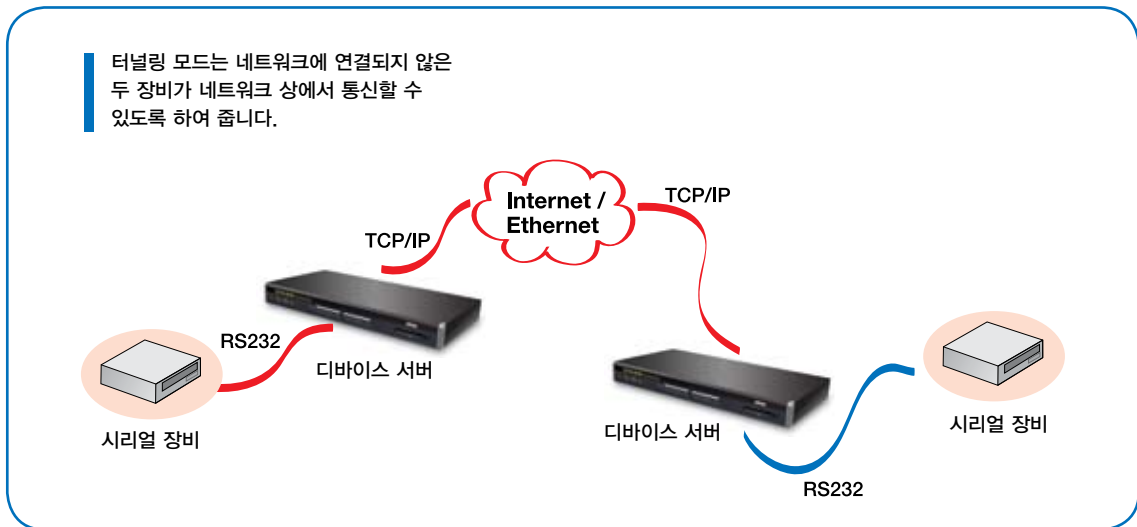 터널링 모드는 네트워크에 연결되지 않은
두 장비가 네트워크 상에서 통신할 수
있도록 하여 줍니다.
Internet /
Ethernet
TCP/IP
TCP/IP
RS232
디바이스 서버
시리얼 장비
디바이스 서버
시리얼 장비
RS232